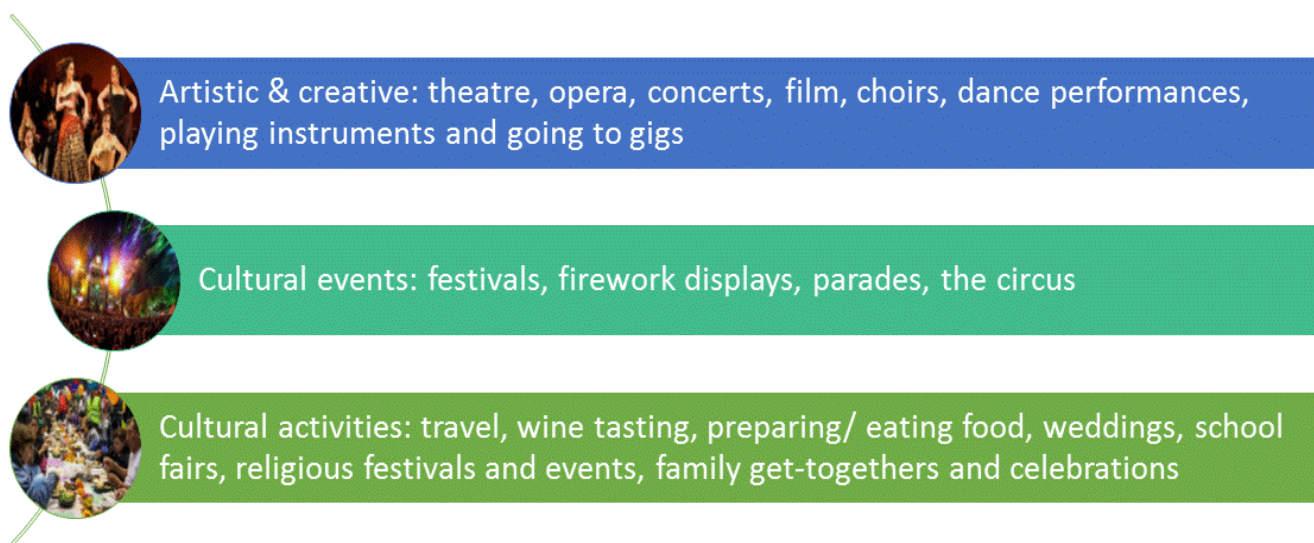 Artistic & creative: theatre, opera, concerts, film, choirs, dance performances,
playing instruments and going to gigs
Cultural events: festivals, firework displays, parades, the circus
Cultural activities: travel, wine tasting, preparing/ eating food, weddings, school
fairs, religious festivals and events, family get-togethers and celebrations